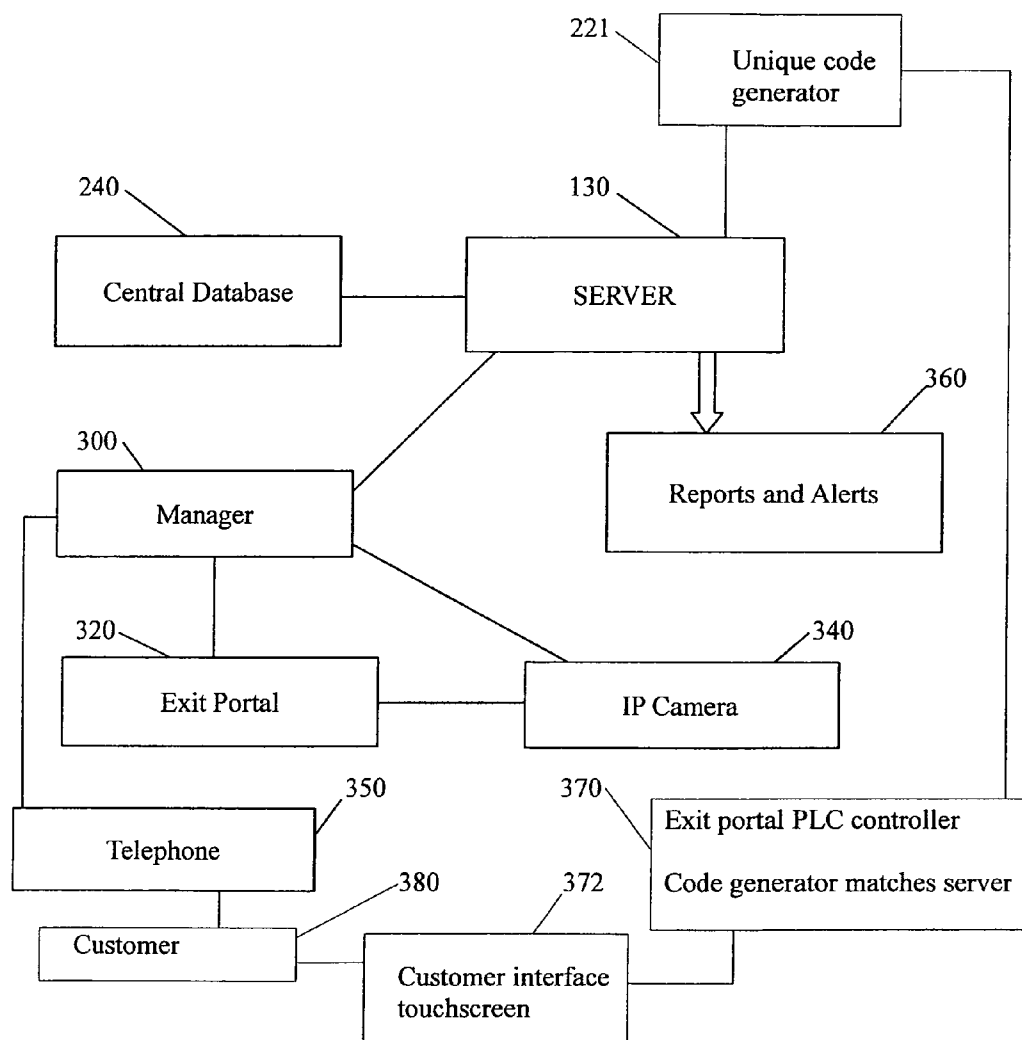 221
Unique code
generator
240
130
Central Database
SERVER
360
300
Reports and Alerts
Manager
320
340
Exit Portal
IP Camera
350
370
Exit portal PLC controller
Telephone
Code generator matches server
380
372
Customer
Customer interface
touchscreen